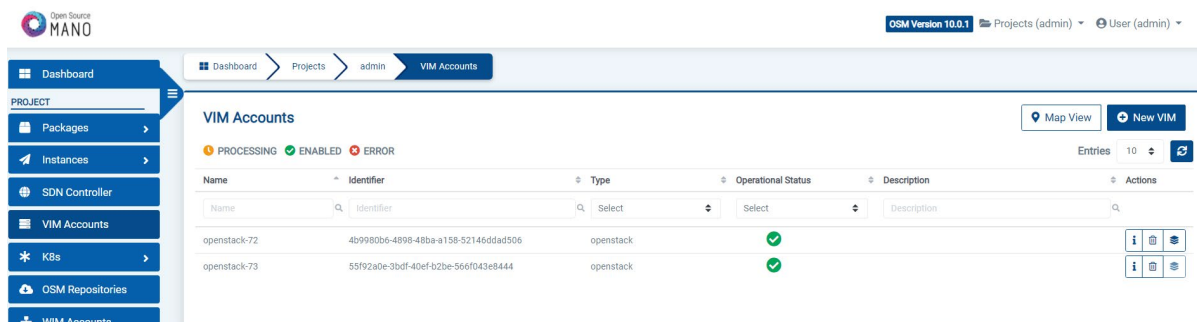 Open Source
MANO
OSM Version 10.0.1 Projects (admin) User (admin)
Dashboard
PROJECT
Packages
Instances
SDN Controller
VIM Accounts
K8s
OSM Repositories
WIM Accounts
Dashboard Projects admin VIM Accounts
VIM Accounts
Map View New VIM
PROCESSING ENABLED ERROR
Entries 10
Name Identifier Type Operational Status Description Actions
Name Identifier Select Select Description
openstack-72 4b9980b6-4898-48ba-a158-52146ddad506 openstack
openstack-73 55f92a0e-3bdf-40ef-b2be-566f043e8444 openstack